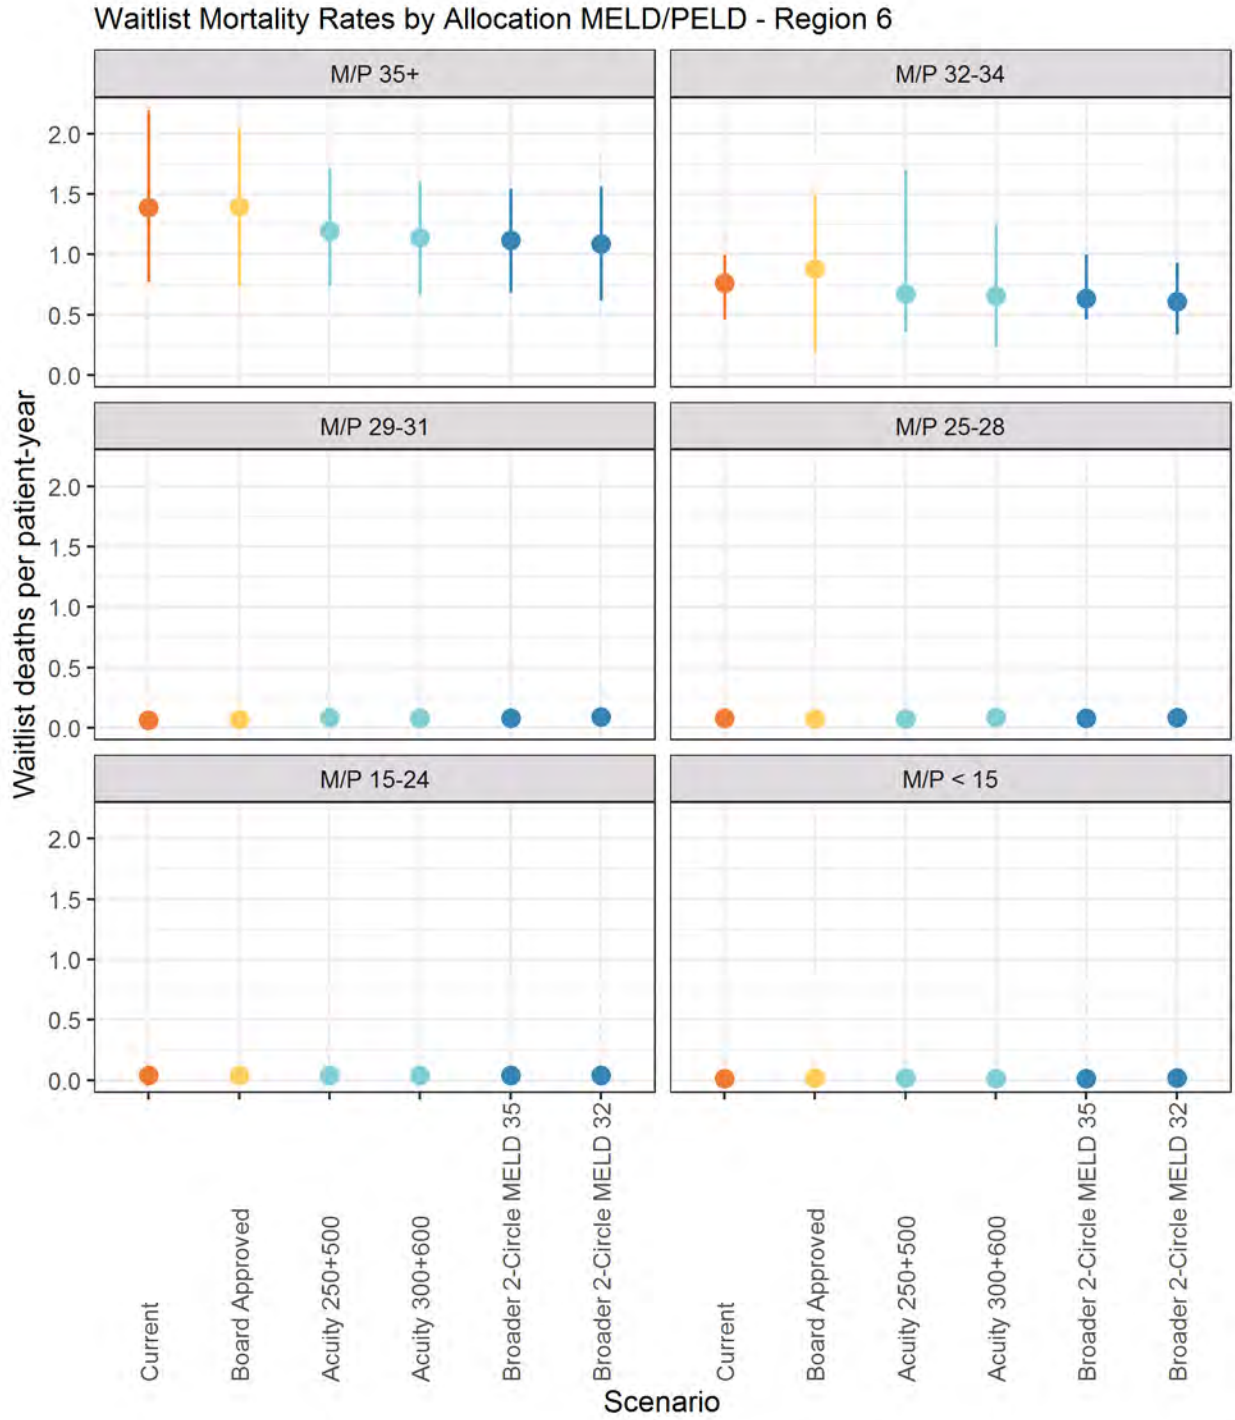 Waitlist Mortality Rates by Allocation MELD/PELD - Region 6
M/P 35+
M/P 32-34
2.0
1.5
1.0
0.5
0.0
M/P 29-31
M/P 25-28
2.0
1.5
1.0
0.5
0.0
M/P 15-24
M/P < 15
2.0
1.5
1.0
0.5
0.0
Waitlist deaths per patient-year
Current
Board Approved
Acuity 250+500
Acuity 300+600
Broader 2-Circle MELD 35
Broader 2-Circle MELD 32
Current
Board Approved
Acuity 250+500
Acuity 300+600
Broader 2-Circle MELD 35
Broader 2-Circle MELD 32
Scenario